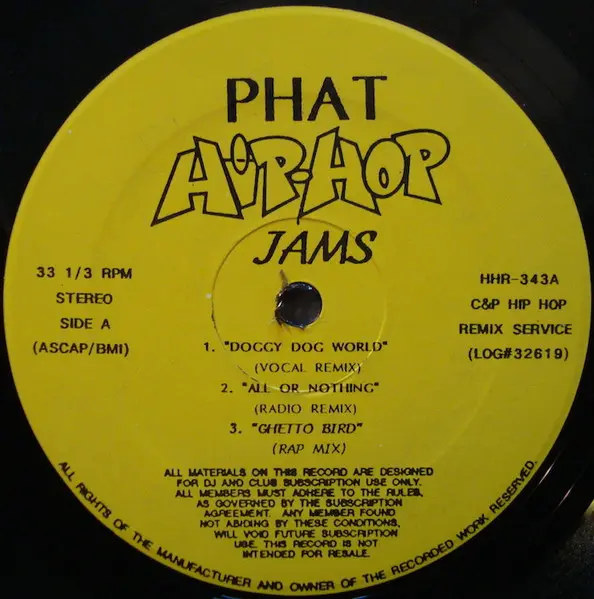 PHAT
HIP-HOP
JAMS
33 1/3 RPM
STEREO
SIDE A
(ASCAP/BMI)
HHR-343A
C&P HIP HOP
REMIX SERVICE
(LOG#32619)
1. "DOGGY DOG WORLD"
(VOCAL REMIX)
2. "ALL OR NOTHING"
(RADIO REMIX)
3. "GHETTO BIRD"
(RAP MIX)
ALL MATERIALS ON THIS RECORD ARE DESIGNED
FOR DJ AND CLUB SUBSCRIPTION USE ONLY.
ALL MEMBERS MUST ADHERE TO THE RULES,
AS GOVERNED BY THE SUBSCRIPTION
AGREEMENT. ANY MEMBER FOUND
NOT ABIDING BY THESE CONDITIONS,
WILL VOID FUTURE SUBSCRIPTION
USE. THIS RECORD IS NOT
INTENDED FOR RESALE.
ALL RIGHTS OF THE MANUFACTURER AND OWNER OF THE RECORDED WORK RESERVED.